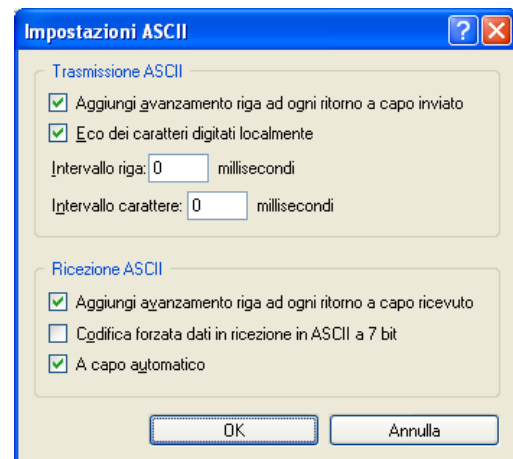 Impostazioni ASCII
Trasmissione ASCII
Aggiungi avanzamento riga ad ogni ritorno a capo inviato
Eco dei caratteri digitati localmente
Intervallo riga: 0 millisecondi
Intervallo carattere: 0 millisecondi
Ricezione ASCII
Aggiungi avanzamento riga ad ogni ritorno a capo ricevuto
Codifica forzata dati in ricezione in ASCII a 7 bit
A capo automatico
OK Annulla